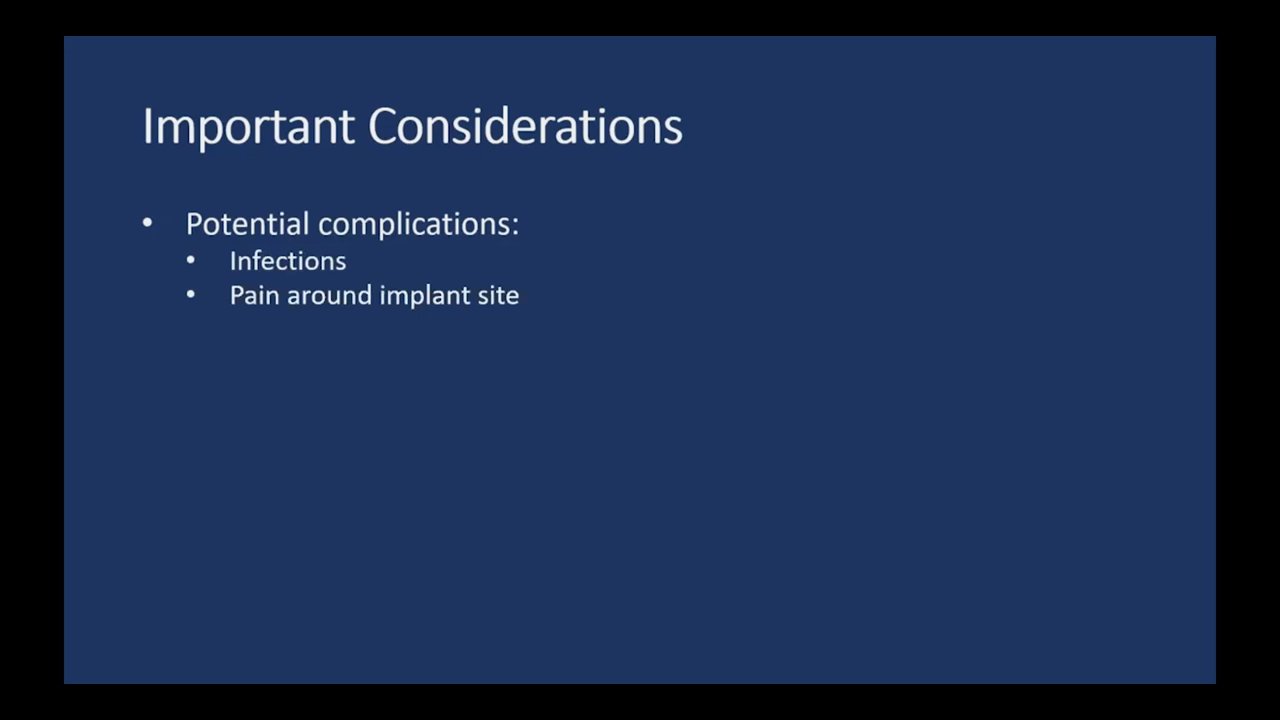 Important Considerations
• Potential complications:
• Infections
• Pain around implant site